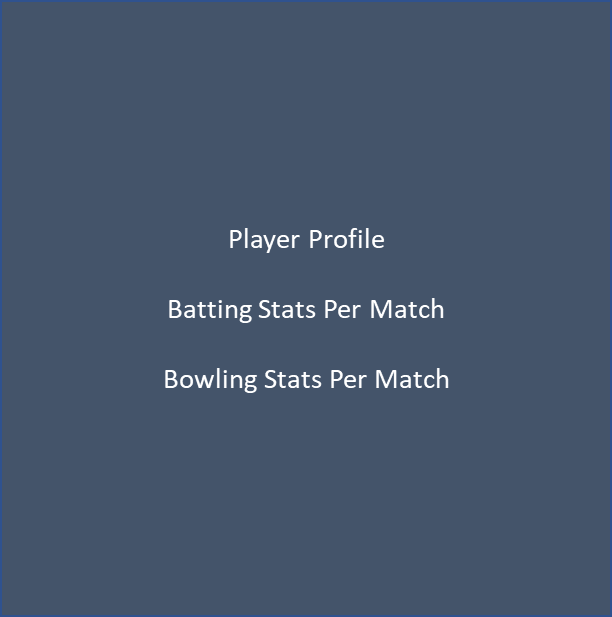 Player Profile
Batting Stats Per Match
Bowling Stats Per Match